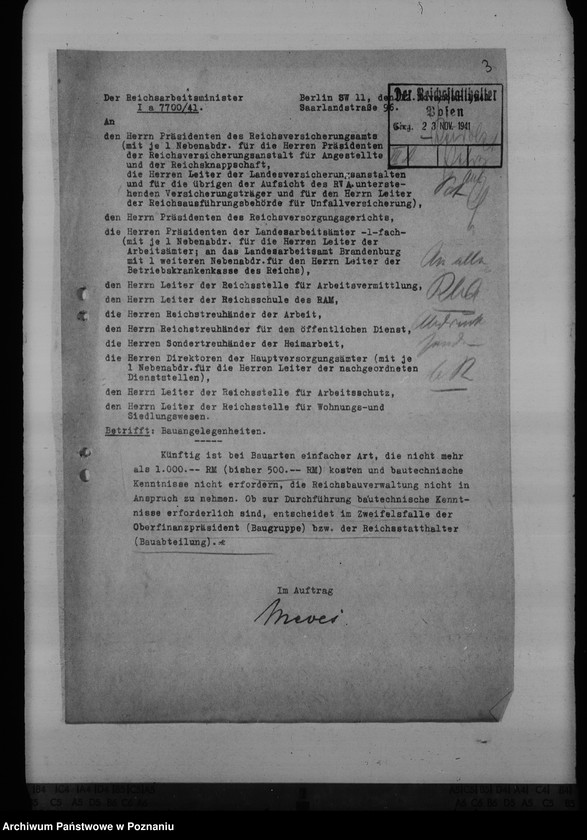 3
Der Reichsarbeitsminister
I a 7700/41.
Berlin SW 11, den
Saarlandstraße 96.
Der Reichsstatthalter
Posen
Eing. 23 NOV. 1941
An
den Herrn Präsidenten des Reichsversicherungsamts
(mit je 1 Nebenabdr. für die Herren Präsidenten
der Reichsversicherungsanstalt für Angestellte
und der Reichsknappschaft,
die Herren Leiter der Landesversicherungsanstalten
und für die übrigen der Aufsicht des RVA.unterste-
henden Versicherungsträger und für den Herrn Leiter
der Reichsausführungsbehörde für Unfallversicherung),
den Herrn Präsidenten des Reichsversorgungsgerichts,
die Herren Präsidenten der Landesarbeitsämter -1-fach-
(mit je 1 Nebenabdr. für die Herren Leiter der
Arbeitsämter; an das Landesarbeitsamt Brandenburg
mit 1 weiteren Nebenabdr.für den Herrn Leiter der
Betriebskrankenkasse des Reichs),
An alle
den Herrn Leiter der Reichsstelle für Arbeitsvermittlung,
den Herrn Leiter der Reichsschule des RAM,
die Herren Reichstreuhänder der Arbeit,
Abdruck
den Herrn Reichstreuhänder für den öffentlichen Dienst,
die Herren Sondertreuhänder der Heimarbeit,
die Herren Direktoren der Hauptversorgungsämter (mit je
1 Nebenabdr.für die Herren Leiter der nachgeordneten
Dienststellen),
den Herrn Leiter der Reichsstelle für Arbeitsschutz,
den Herrn Leiter der Reichsstelle für Wohnungs-und
Siedlungswesen.
Betrifft: Bauangelegenheiten.
Künftig ist bei Bauarten einfacher Art, die nicht mehr
als 1.000.-- RM (bisher 500.-- RM) kosten und bautechnische
Kenntnisse nicht erfordern, die Reichsbauverwaltung nicht in
Anspruch zu nehmen. Ob zur Durchführung bautechnische Kennt-
nisse erforderlich sind, entscheidet im Zweifelsfalle der
Oberfinanzpräsident (Baugruppe) bzw. der Reichsstatthalter
(Bauabteilung).
Im Auftrag
Archiwum Państwowe w Poznaniu